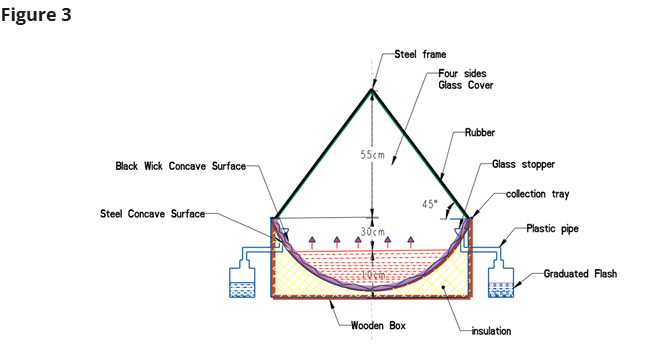 Figure 3
Steel frame
Four sides
Glass Cover
Rubber
55cm
Black Wick Concave Surface
Glass stopper
45°
collection tray
Steel Concave Surface
30cm
Plastic pipe
10cm
Graduated Flash
Wooden Box
insulation